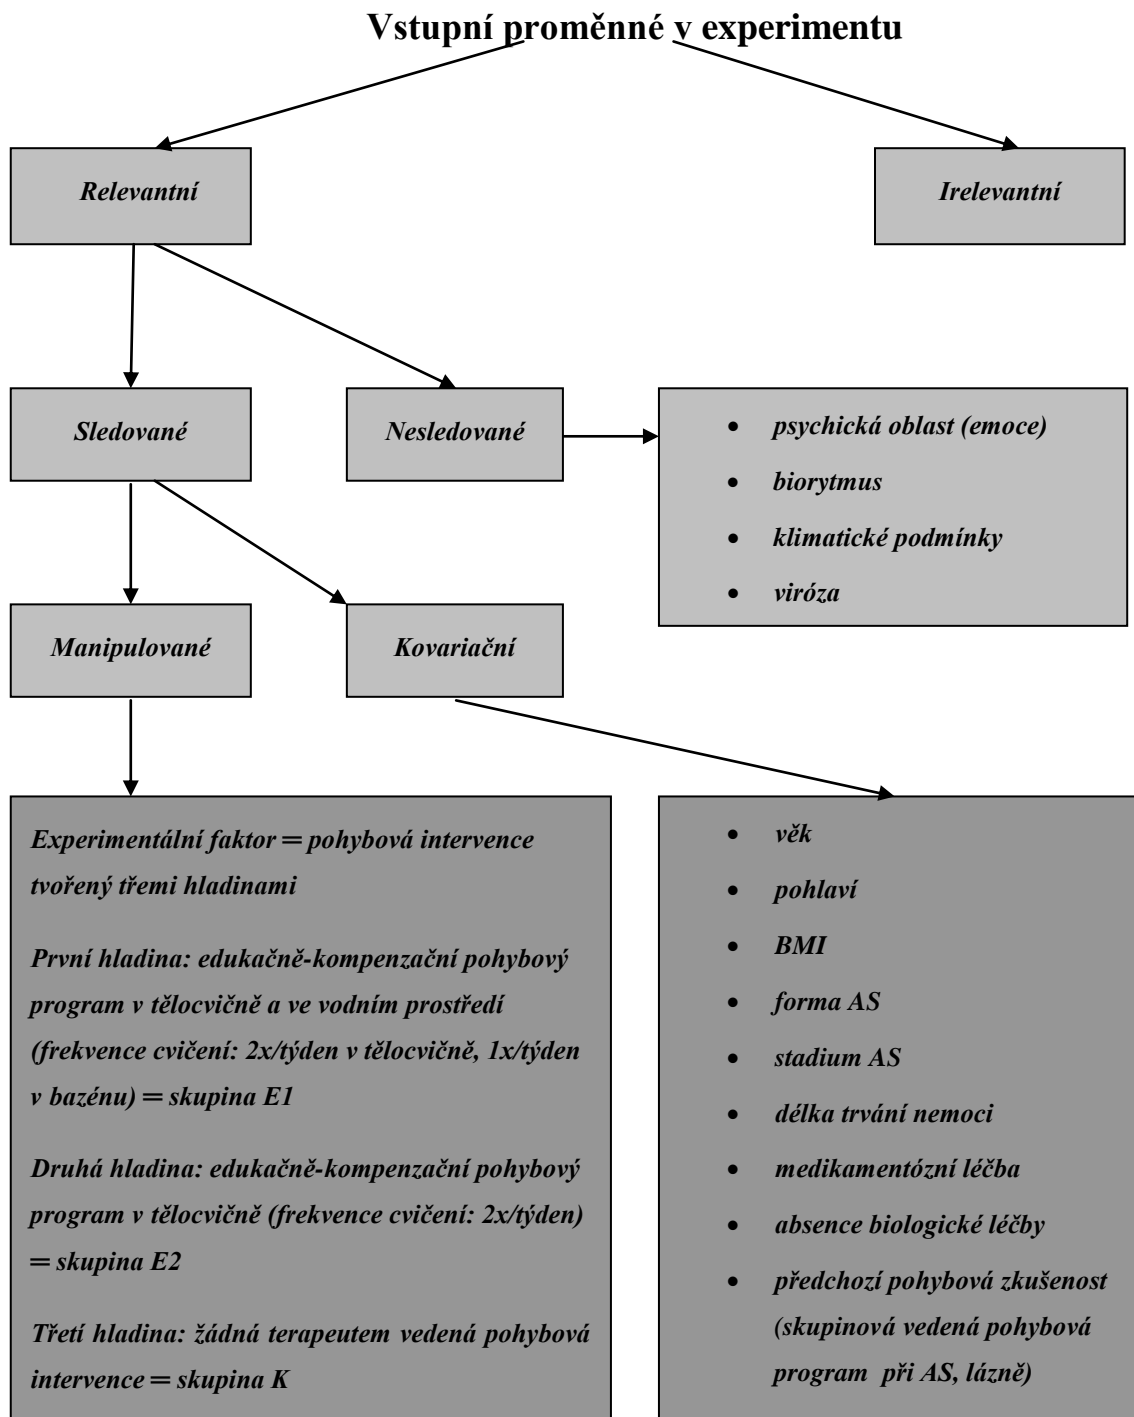 Vstupní proměnné v experimentu
Relevantní
Irelevantní
Sledované
Nesledované
• psychická oblast (emoce)
• biorytmus
• klimatické podmínky
• viróza
Manipulované
Kovariační
Experimentální faktor = pohybová intervence
tvořený třemi hladinami
První hladina: edukačně-kompenzační pohybový
program v tělocvičně a ve vodním prostředí
(frekvence cvičení: 2x/týden v tělocvičně, 1x/týden
v bazénu) = skupina E1
Druhá hladina: edukačně-kompenzační pohybový
program v tělocvičně (frekvence cvičení: 2x/týden)
= skupina E2
Třetí hladina: žádná terapeutem vedená pohybová
intervence = skupina K
• věk
• pohlaví
• BMI
• forma AS
• stadium AS
• délka trvání nemoci
• medikamentózní léčba
• absence biologické léčby
• předchozí pohybová zkušenost
(skupinová vedená pohybová
program při AS, lázně)